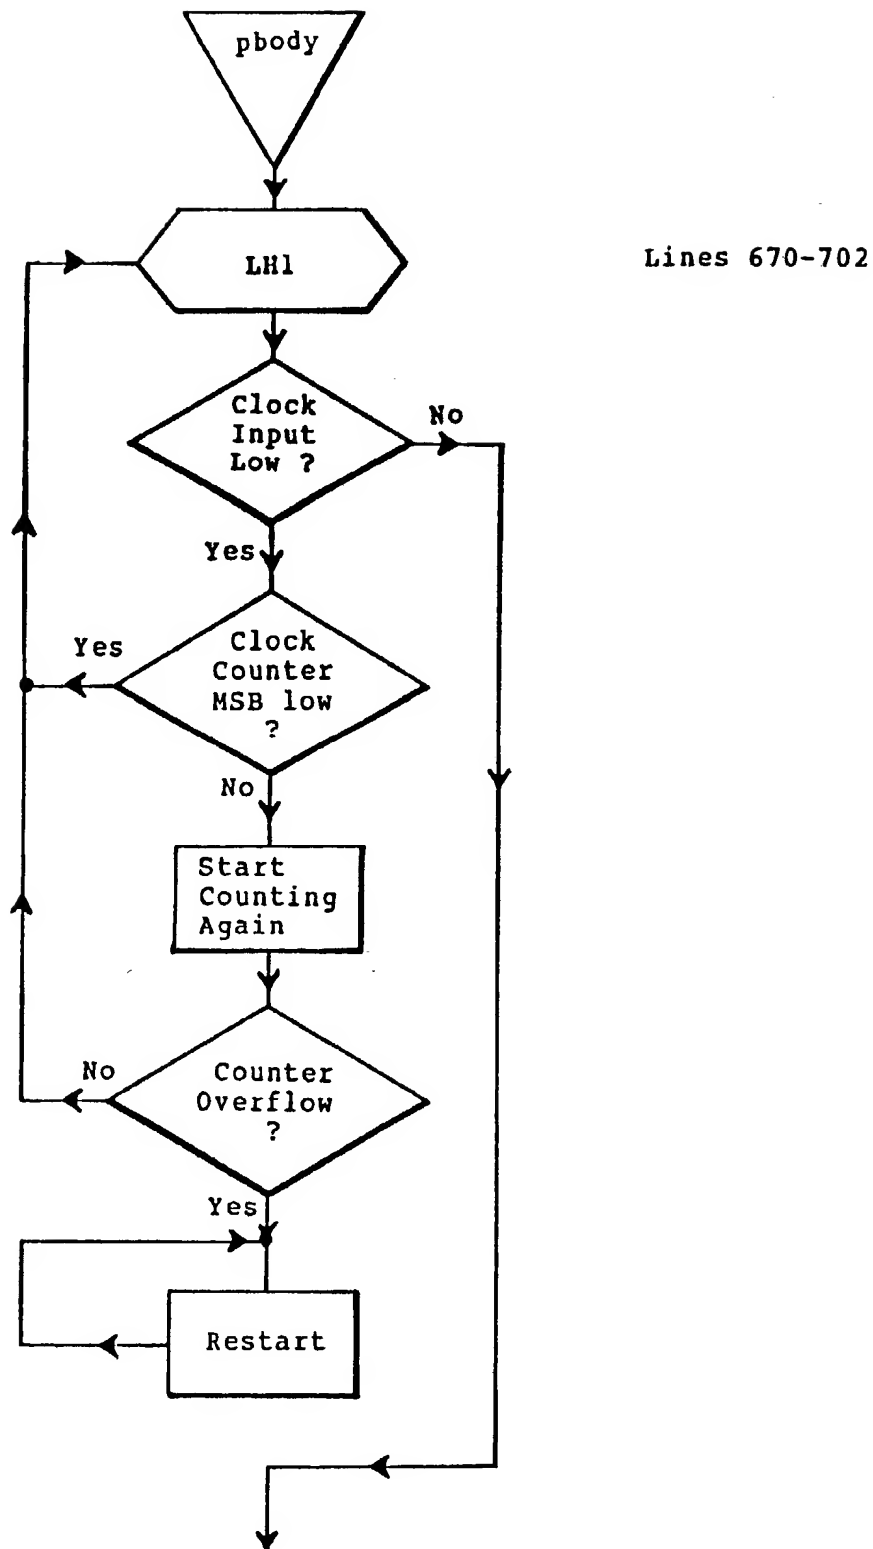 pbody
LH1
Lines 670-702
Clock
Input
Low ?
No
Yes
Clock
Counter
MSB low
?
Yes
No
Start
Counting
Again
Counter
Overflow
?
No
Yes
Restart